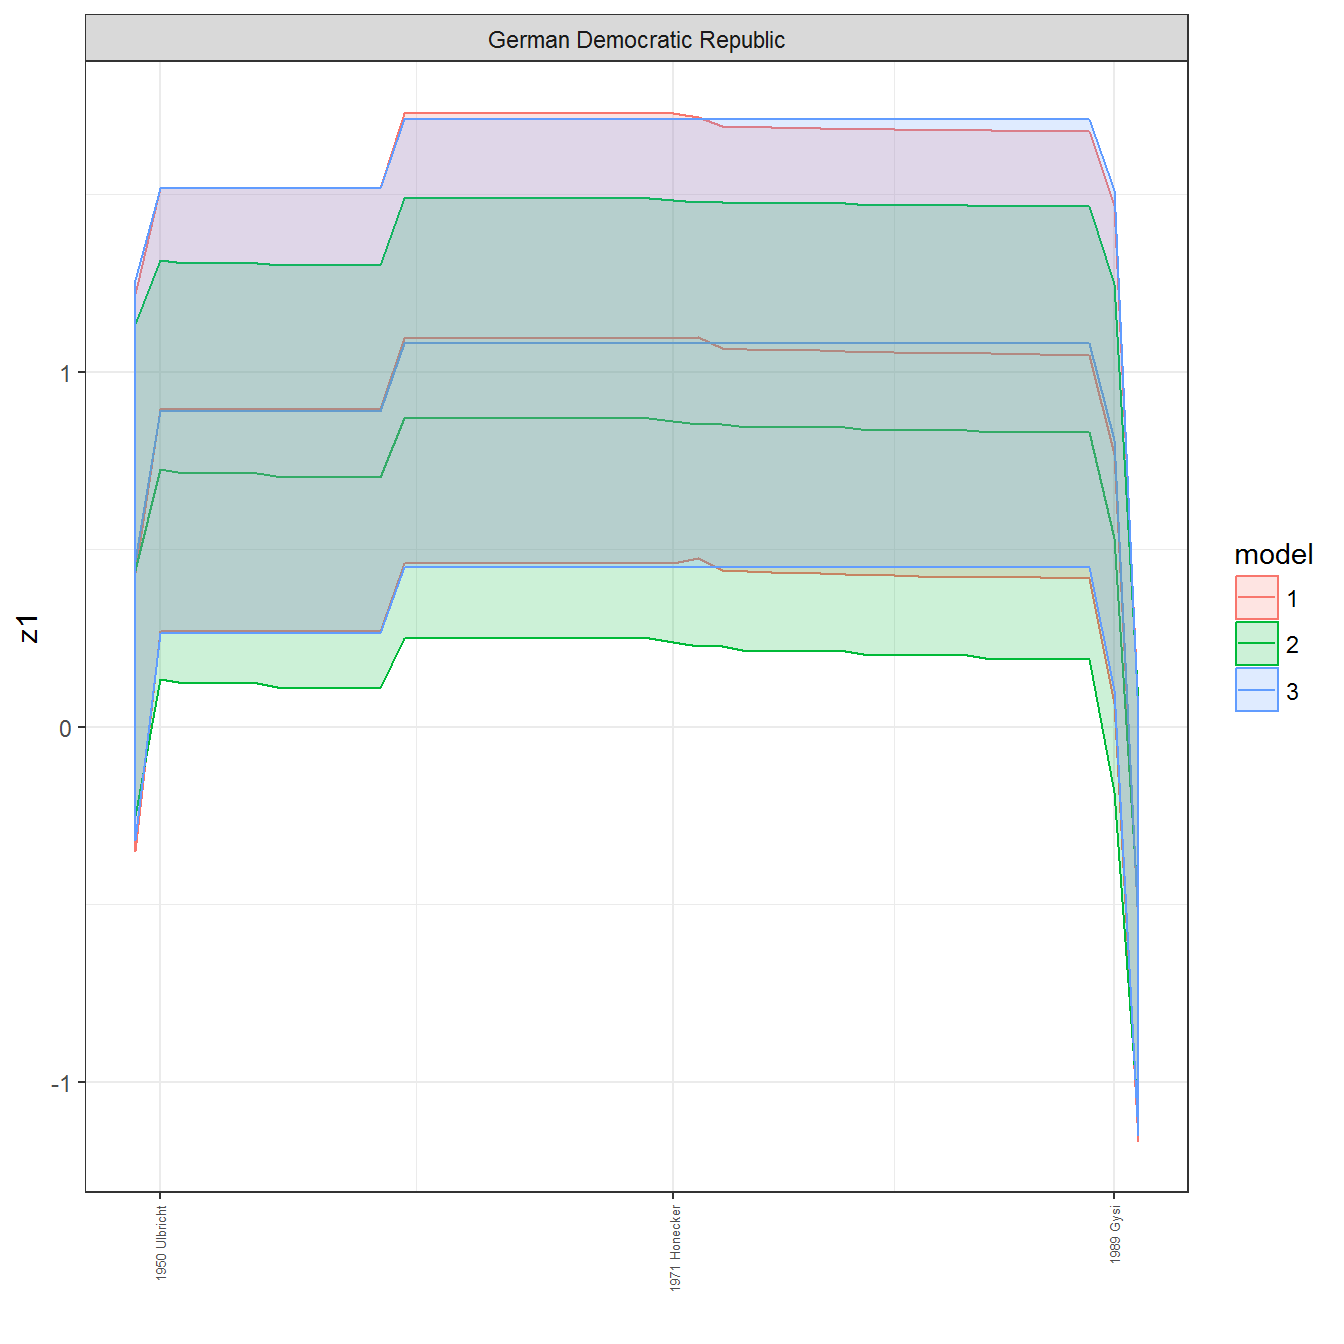 German Democratic Republic
z1
1
0
-1
1950 Ulbricht
1971 Honecker
1989 Gysi
model
1
2
3